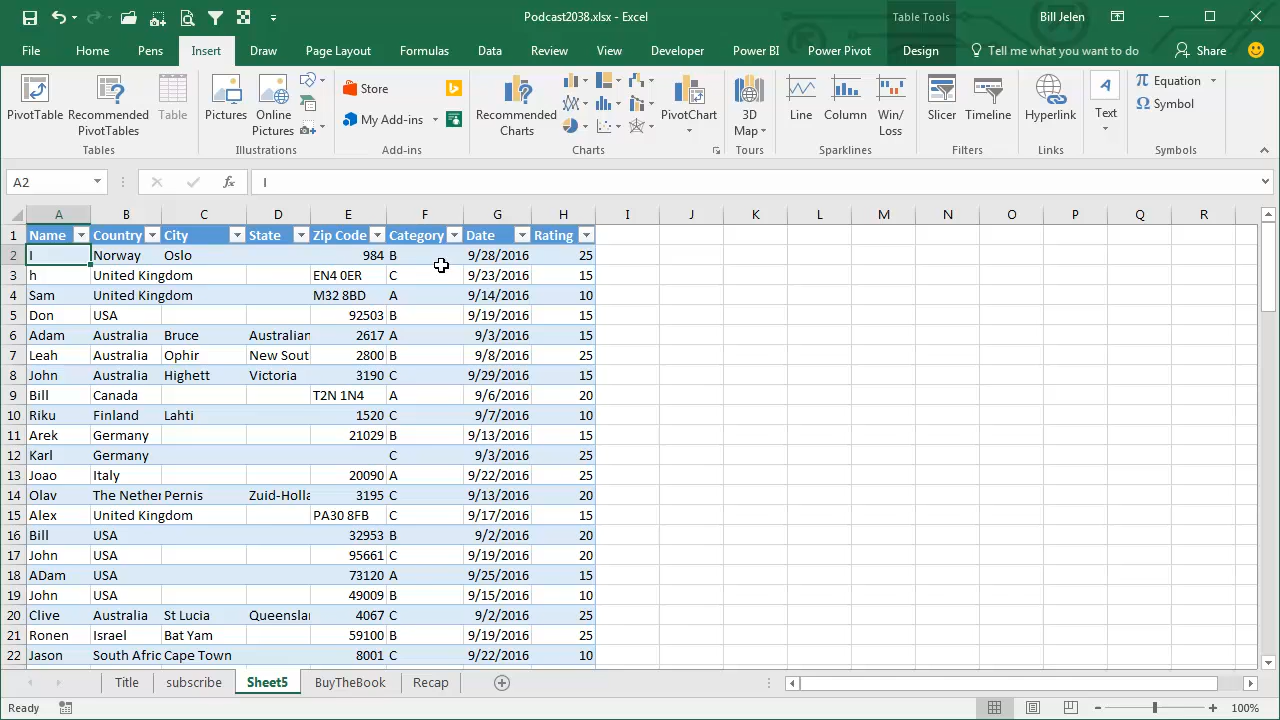 Podcast2038.xlsx - Excel
Table Tools
Bill Jelen
File Home Pens Insert Draw Page Layout Formulas Data Review View Developer Power BI Power Pivot Design Tell me what you want to do Share
PivotTable
Recommended PivotTables
Table
Pictures
Online Pictures
Store
My Add-ins
Recommended Charts
PivotChart
3D Map
Line
Column
Win/Loss
Slicer
Timeline
Hyperlink
Text
Equation
Symbol
Tables Illustrations Add-ins Charts Tours Sparklines Filters Links Symbols
A2 fx I
A B C D E F G H I J K L M N O P Q R
1 Name Country City State Zip Code Category Date Rating
2 I Norway Oslo 984 B 9/28/2016 25
3 h United Kingdom EN4 0ER C 9/23/2016 15
4 Sam United Kingdom M32 8BD A 9/14/2016 10
5 Don USA 92503 B 9/19/2016 15
6 Adam Australia Bruce Australian 2617 A 9/3/2016 15
7 Leah Australia Ophir New Sout 2800 B 9/8/2016 25
8 John Australia Highett Victoria 3190 C 9/29/2016 15
9 Bill Canada T2N 1N4 A 9/16/2016 20
10 Riku Finland Lahti 1520 C 9/7/2016 10
11 Arek Germany 21029 B 9/13/2016 15
12 Karl Germany C 9/3/2016 25
13 Joao Italy 20090 A 9/22/2016 25
14 Olav The Nether Pernis Zuid-Holla 3195 C 9/13/2016 20
15 Alex United Kingdom PA30 8FB C 9/17/2016 15
16 Bill USA 32953 B 9/2/2016 20
17 John USA 95661 C 9/19/2016 20
18 ADam USA 73120 A 9/25/2016 15
19 John USA 49009 B 9/15/2016 10
20 Clive Australia St Lucia Queenslar 4067 C 9/2/2016 25
21 Ronen Israel Bat Yam 59100 B 9/19/2016 25
22 Jason South Afric Cape Town 8001 C 9/22/2016 10
Title subscribe Sheet5 BuyTheBook Recap
Ready 100%